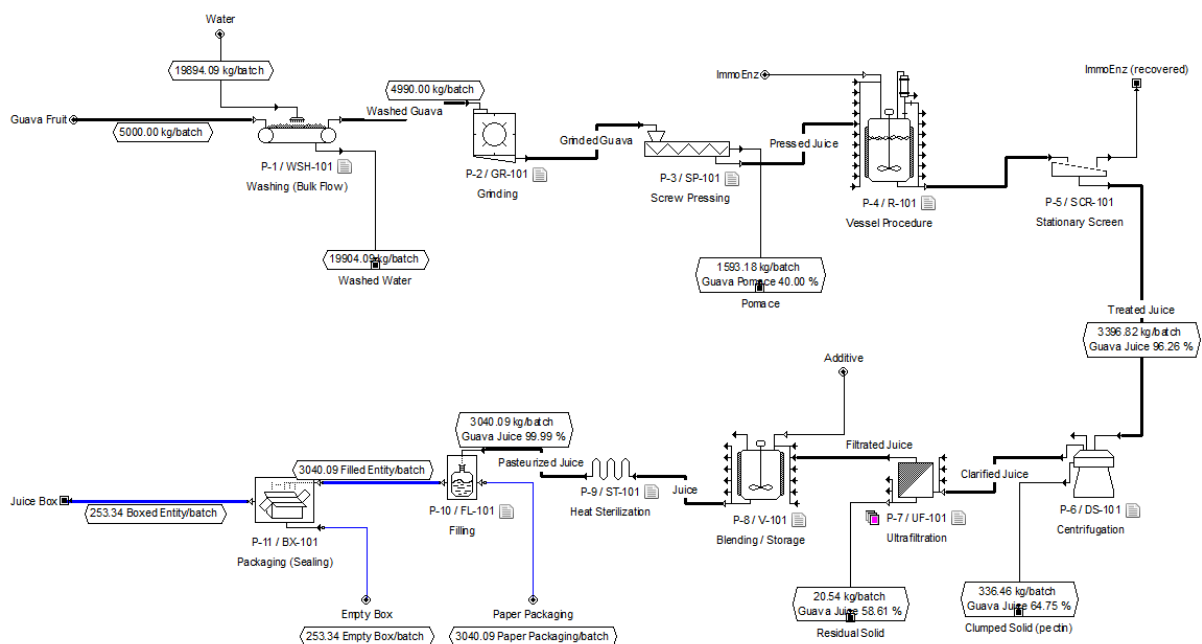 Water
19894.09 kg/batch
Guava Fruit
5000.00 kg/batch
P-1 / WSH-101
Washing (Bulk Flow)
Washed Guava
19904.09 kg/batch
Washed Water
4990.00 kg/batch
P-2 / GR-101
Grinding
Grinded Guava
P-3 / SP-101
Screw Pressing
1593.18 kg/batch
Guava Pomace 40.00 %
Pomace
Pressed Juice
ImmoEnz
P-4 / R-101
Vessel Procedure
ImmoEnz (recovered)
P-5 / SCR-101
Stationary Screen
Treated Juice
3396.82 kg/batch
Guava Juice 96.26 %
P-6 / DS-101
Centrifugation
336.46 kg/batch
Guava Juice 64.75 %
Clumped Solid (pectin)
Clarified Juice
P-7 / UF-101
Ultrafiltration
20.54 kg/batch
Guava Juice 58.61 %
Residual Solid
Filtrated Juice
Additive
P-8 / V-101
Blending / Storage
Juice
P-9 / ST-101
Heat Sterilization
Pasteurized Juice
3040.09 kg/batch
Guava Juice 99.99 %
P-10 / FL-101
Filling
Paper Packaging
3040.09 Paper Packaging/batch
3040.09 Filled Entity/batch
P-11 / BX-101
Packaging (Sealing)
Empty Box
253.34 Empty Box/batch
Juice Box
253.34 Boxed Entity/batch